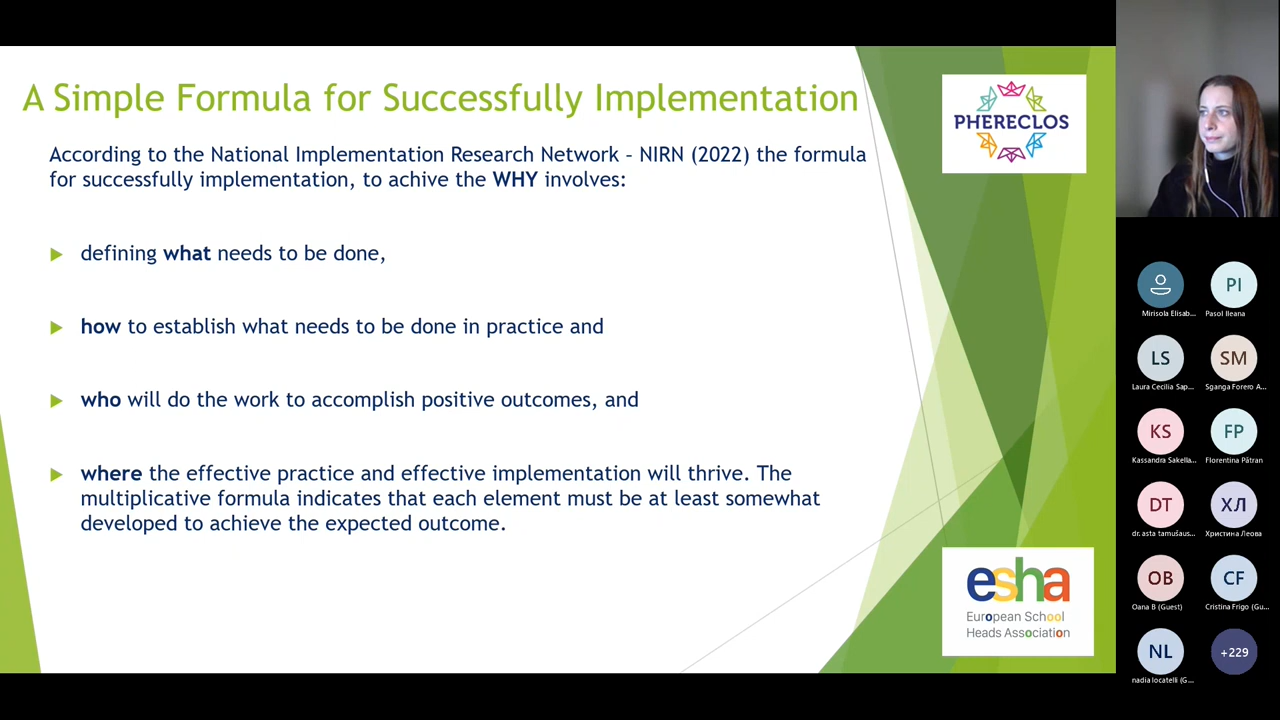 A Simple Formula for Successfully Implementation
According to the National Implementation Research Network – NIRN (2022) the formula
for successfully implementation, to achive the WHY involves:
defining what needs to be done,
how to establish what needs to be done in practice and
who will do the work to accomplish positive outcomes, and
where the effective practice and effective implementation will thrive. The
multiplicative formula indicates that each element must be at least somewhat
developed to achieve the expected outcome.
PHERECLOS
esha
European School
Heads Association
Mirisola Elisab...
PI
Pasol Ileana
LS
Laura Cecilia Sap...
SM
Sganga Forero A...
KS
Kassandra Sakella...
FP
Florentina Pătran
DT
dr. asta tamušaus...
ХЛ
Христина Леова
OB
Oana B (Guest)
CF
Cristina Frigo (Gu...
NL
nadia locatelli (G...
+229